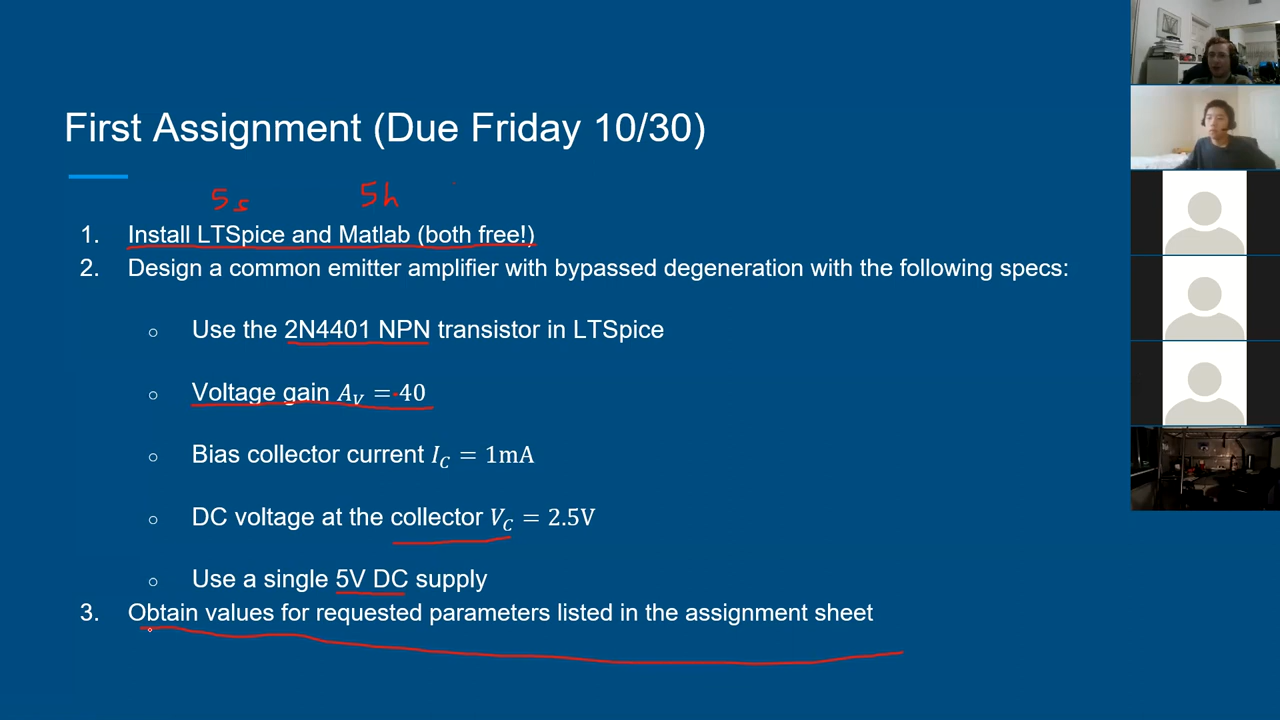 First Assignment (Due Friday 10/30)
5s 5h
1. Install LTSpice and Matlab (both free!)
2. Design a common emitter amplifier with bypassed degeneration with the following specs:
○ Use the 2N4401 NPN transistor in LTSpice
○ Voltage gain A_V = -40
○ Bias collector current I_C = 1mA
○ DC voltage at the collector V_C = 2.5V
○ Use a single 5V DC supply
3. Obtain values for requested parameters listed in the assignment sheet